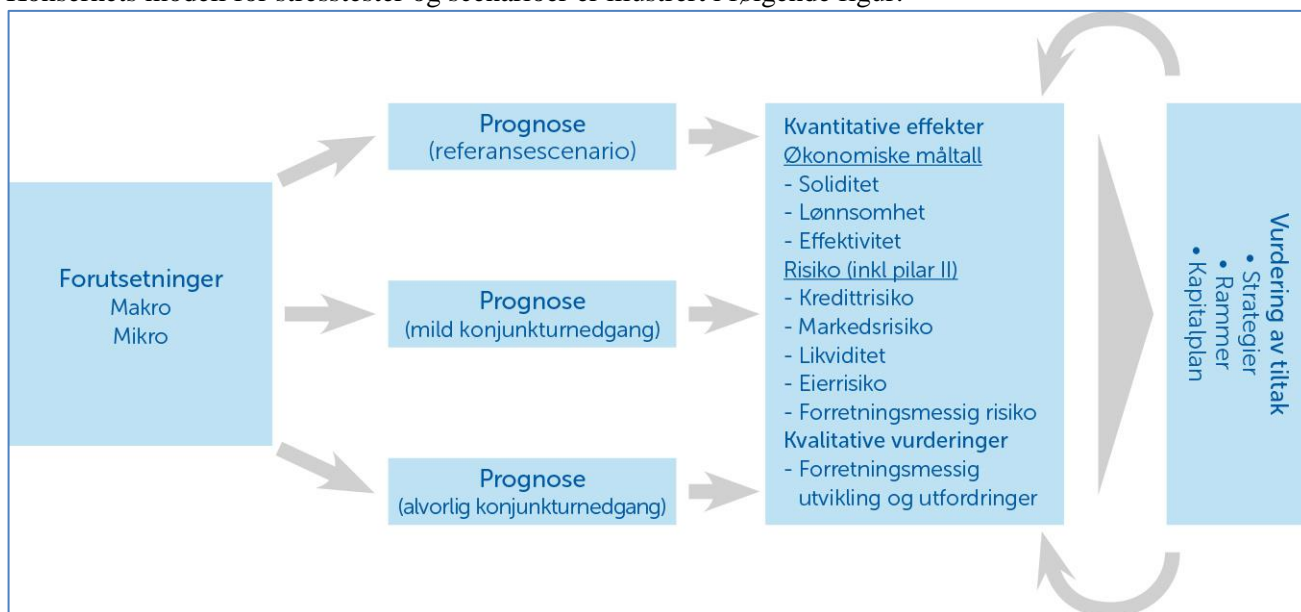 Konsernets modell for stresstester og scenarioer er illustrert i følgende figur:
Forutsetninger
Makro
Mikro
Prognose
(referansescenario)
Prognose
(mild konjunkturnedgang)
Prognose
(alvorlig konjunkturnedgang)
Kvantitative effekter
Økonomiske måltall
- Soliditet
- Lønnsomhet
- Effektivitet
Risiko (inkl pilar II)
- Kredittrisiko
- Markedsrisiko
- Likviditet
- Eierrisiko
- Forretningsmessig risiko
Kvalitative vurderinger
- Forretningsmessig
utvikling og utfordringer
Vurdering av tiltak
• Strategier
• Rammer
• Kapitalplan